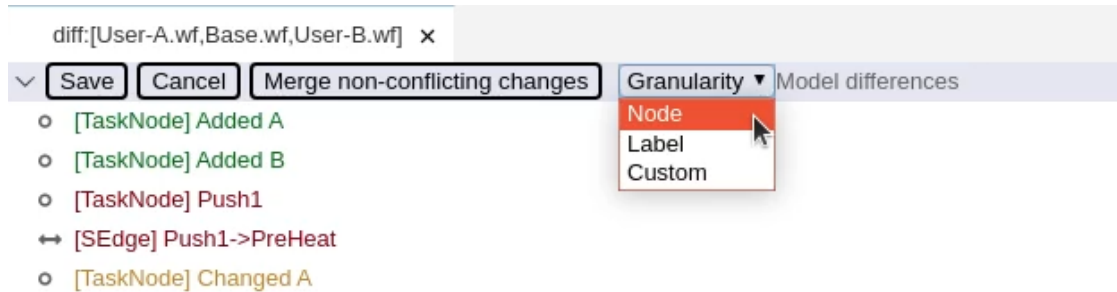 diff:[User-A.wf,Base.wf,User-B.wf] ×
Save Cancel Merge non-conflicting changes Granularity ▼ Model differences
Node
Label
Custom
[TaskNode] Added A
[TaskNode] Added B
[TaskNode] Push1
[SEdge] Push1->PreHeat
[TaskNode] Changed A